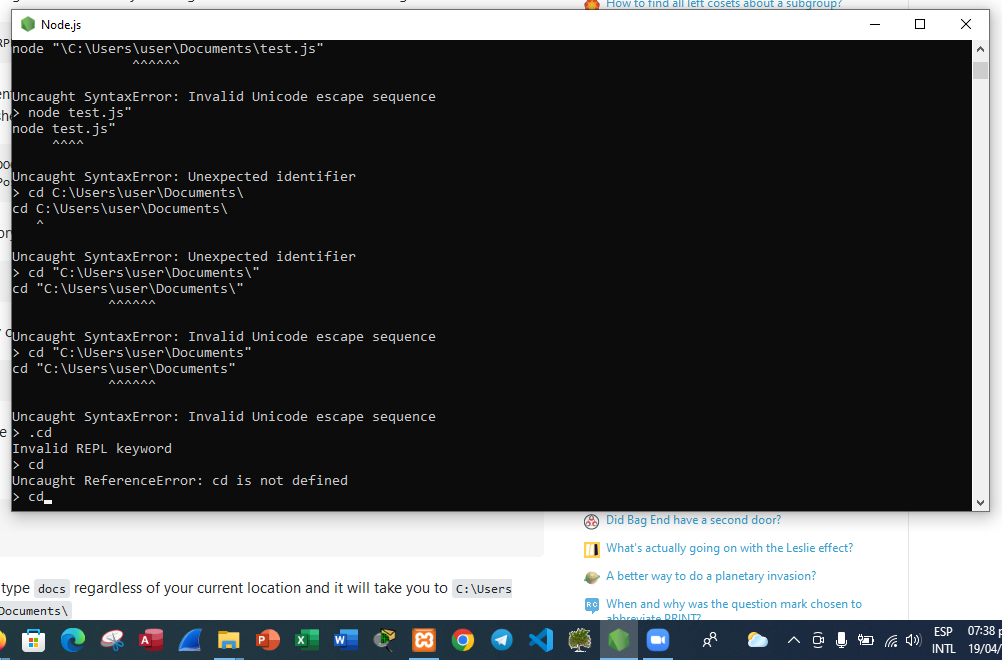 How to find all left cosets about a subgroup?
Node.js
node "\C:\Users\user\Documents\test.js"
^^^^^^
Uncaught SyntaxError: Invalid Unicode escape sequence
> node test.js"
node test.js"
^^^^
Uncaught SyntaxError: Unexpected identifier
> cd C:\Users\user\Documents\
cd C:\Users\user\Documents\
^
Uncaught SyntaxError: Unexpected identifier
> cd "C:\Users\user\Documents\"
cd "C:\Users\user\Documents\"
^^^^^^
Uncaught SyntaxError: Invalid Unicode escape sequence
> cd "C:\Users\user\Documents"
cd "C:\Users\user\Documents"
^^^^^^
Uncaught SyntaxError: Invalid Unicode escape sequence
> .cd
Invalid REPL keyword
> cd
Uncaught ReferenceError: cd is not defined
> cd
Did Bag End have a second door?
What's actually going on with the Leslie effect?
A better way to do a planetary invasion?
When and why was the question mark chosen to
abbreviate PRINT?
type docs regardless of your current location and it will take you to C:\Users
Documents\
ESP
INTL
07:38 p
19/04/